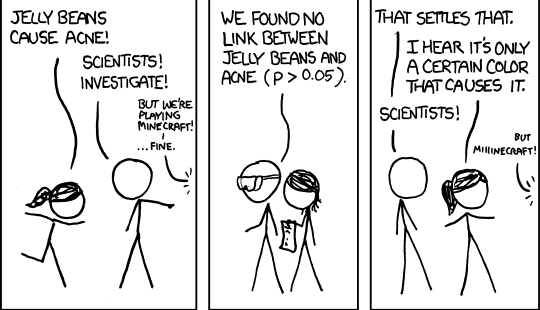 JELLY BEANS
CAUSE ACNE!
SCIENTISTS!
INVESTIGATE!
BUT WE'RE
PLAYING
MINECRAFT!
...FINE.
WE FOUND NO
LINK BETWEEN
JELLY BEANS AND
ACNE (P > 0.05).
THAT SETTLES THAT.
I HEAR IT'S ONLY
A CERTAIN COLOR
THAT CAUSES IT.
SCIENTISTS!
BUT
MIIINECRAFT!